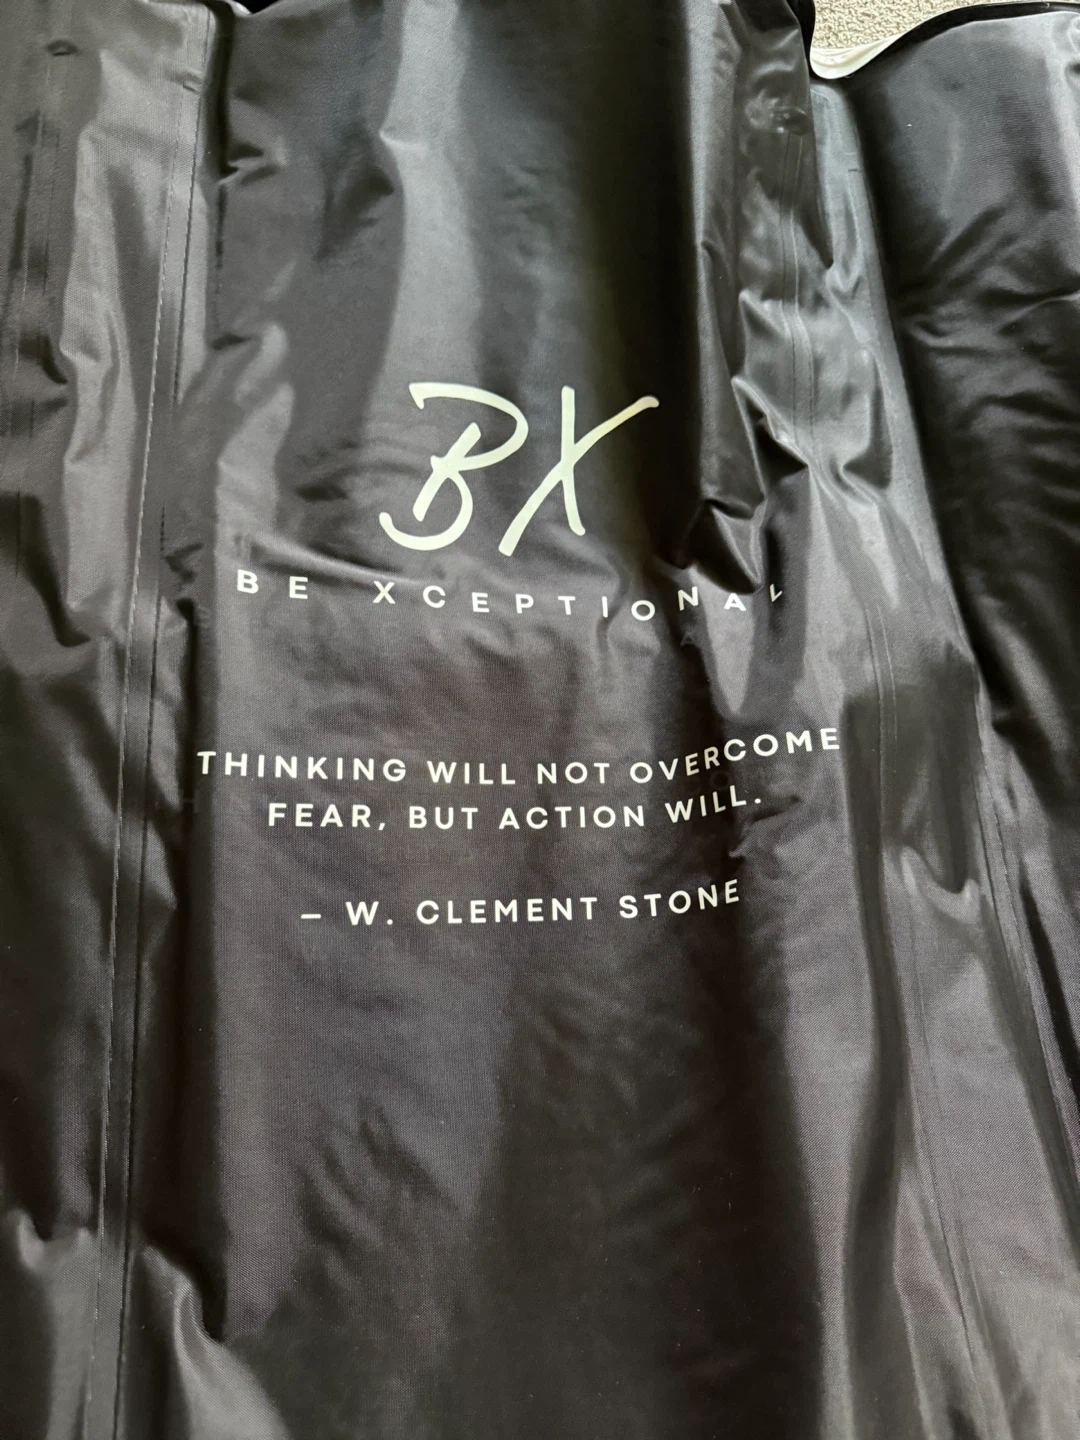 BX
BE XCEPTIONAL
THINKING WILL NOT OVERCOME
FEAR, BUT ACTION WILL.
– W. CLEMENT STONE